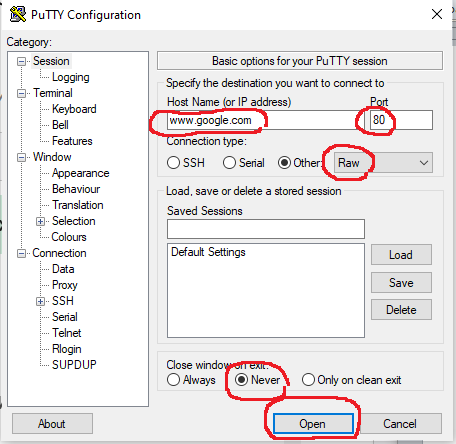 PuTTY Configuration
Category:
Session
Logging
Terminal
Keyboard
Bell
Features
Window
Appearance
Behaviour
Translation
Selection
Colours
Connection
Data
Proxy
SSH
Serial
Telnet
Rlogin
SUPDUP
Basic options for your PuTTY session
Specify the destination you want to connect to
Host Name (or IP address) Port
www.google.com 80
Connection type:
SSH Serial Other: Raw
Load, save or delete a stored session
Saved Sessions
Default Settings
Load
Save
Delete
Close window on exit:
Always Never Only on clean exit
About Open Cancel